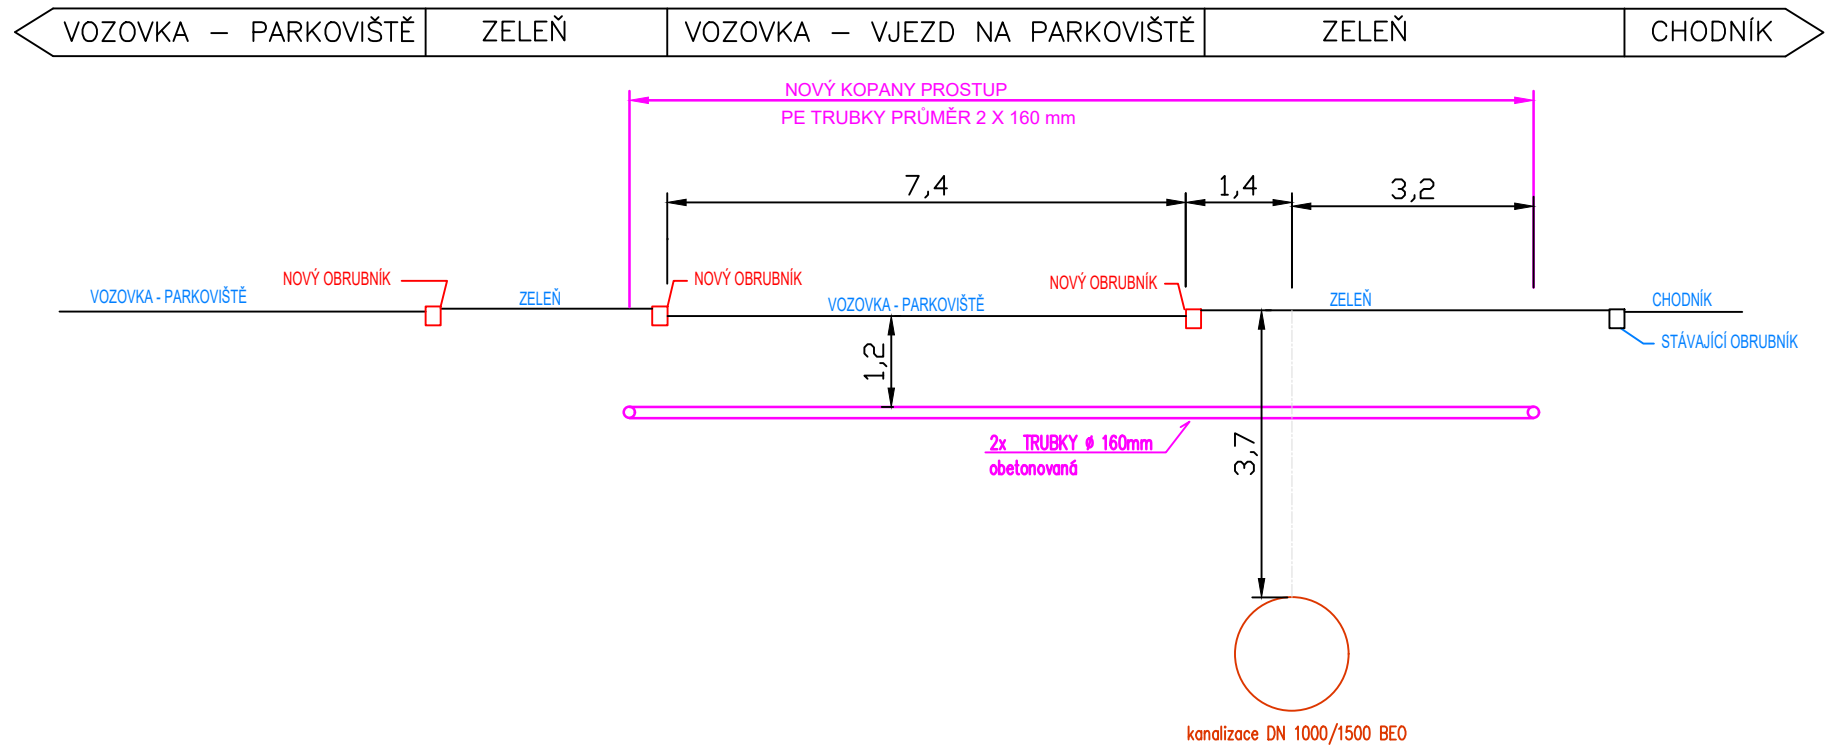 VOZOVKA – PARKOVIŠTĚ ZELEŇ VOZOVKA – VJEZD NA PARKOVIŠTĚ ZELEŇ CHODNÍK
NOVÝ KOPANY PROSTUP
PE TRUBKY PRŮMĚR 2 X 160 mm
7,4 1,4 3,2
NOVÝ OBRUBNÍK NOVÝ OBRUBNÍK NOVÝ OBRUBNÍK
VOZOVKA - PARKOVIŠTĚ ZELEŇ VOZOVKA - PARKOVIŠTĚ ZELEŇ CHODNÍK
STÁVAJÍCÍ OBRUBNÍK
1,2
2x TRUBKY ø 160mm
obetonovaná
3,7
kanalizace DN 1000/1500 BEO